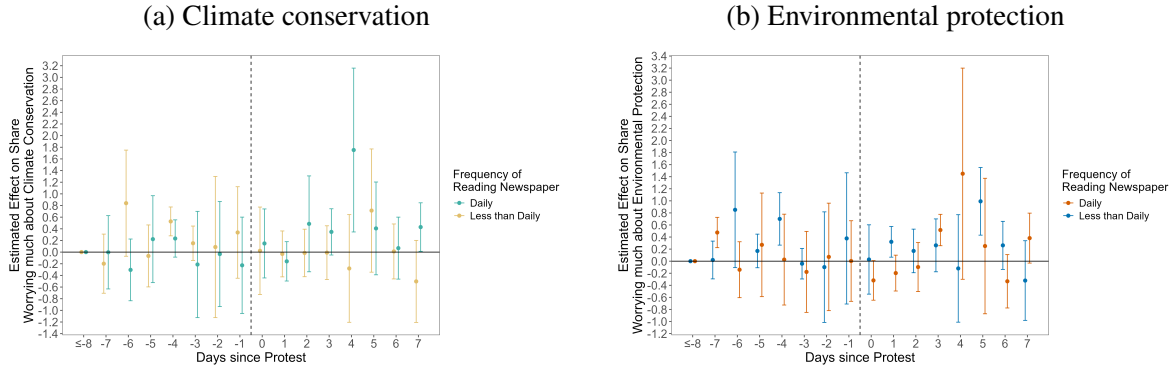 (a) Climate conservation
Estimated Effect on Share
Worrying much about Climate Conservation
3.2
3.0
2.8
2.6
2.4
2.2
2.0
1.8
1.6
1.4
1.2
1.0
0.8
0.6
0.4
0.2
0.0
-0.2
-0.4
-0.6
-0.8
-1.0
-1.2
-1.4
≤-8 -7 -6 -5 -4 -3 -2 -1 0 1 2 3 4 5 6 7
Days since Protest
Frequency of
Reading Newspaper
Daily
Less than Daily
(b) Environmental protection
Estimated Effect on Share
Worrying much about Environmental Protection
3.4
3.2
3.0
2.8
2.6
2.4
2.2
2.0
1.8
1.6
1.4
1.2
1.0
0.8
0.6
0.4
0.2
0.0
-0.2
-0.4
-0.6
-0.8
-1.0
-1.2
≤-8 -7 -6 -5 -4 -3 -2 -1 0 1 2 3 4 5 6 7
Days since Protest
Frequency of
Reading Newspaper
Daily
Less than Daily